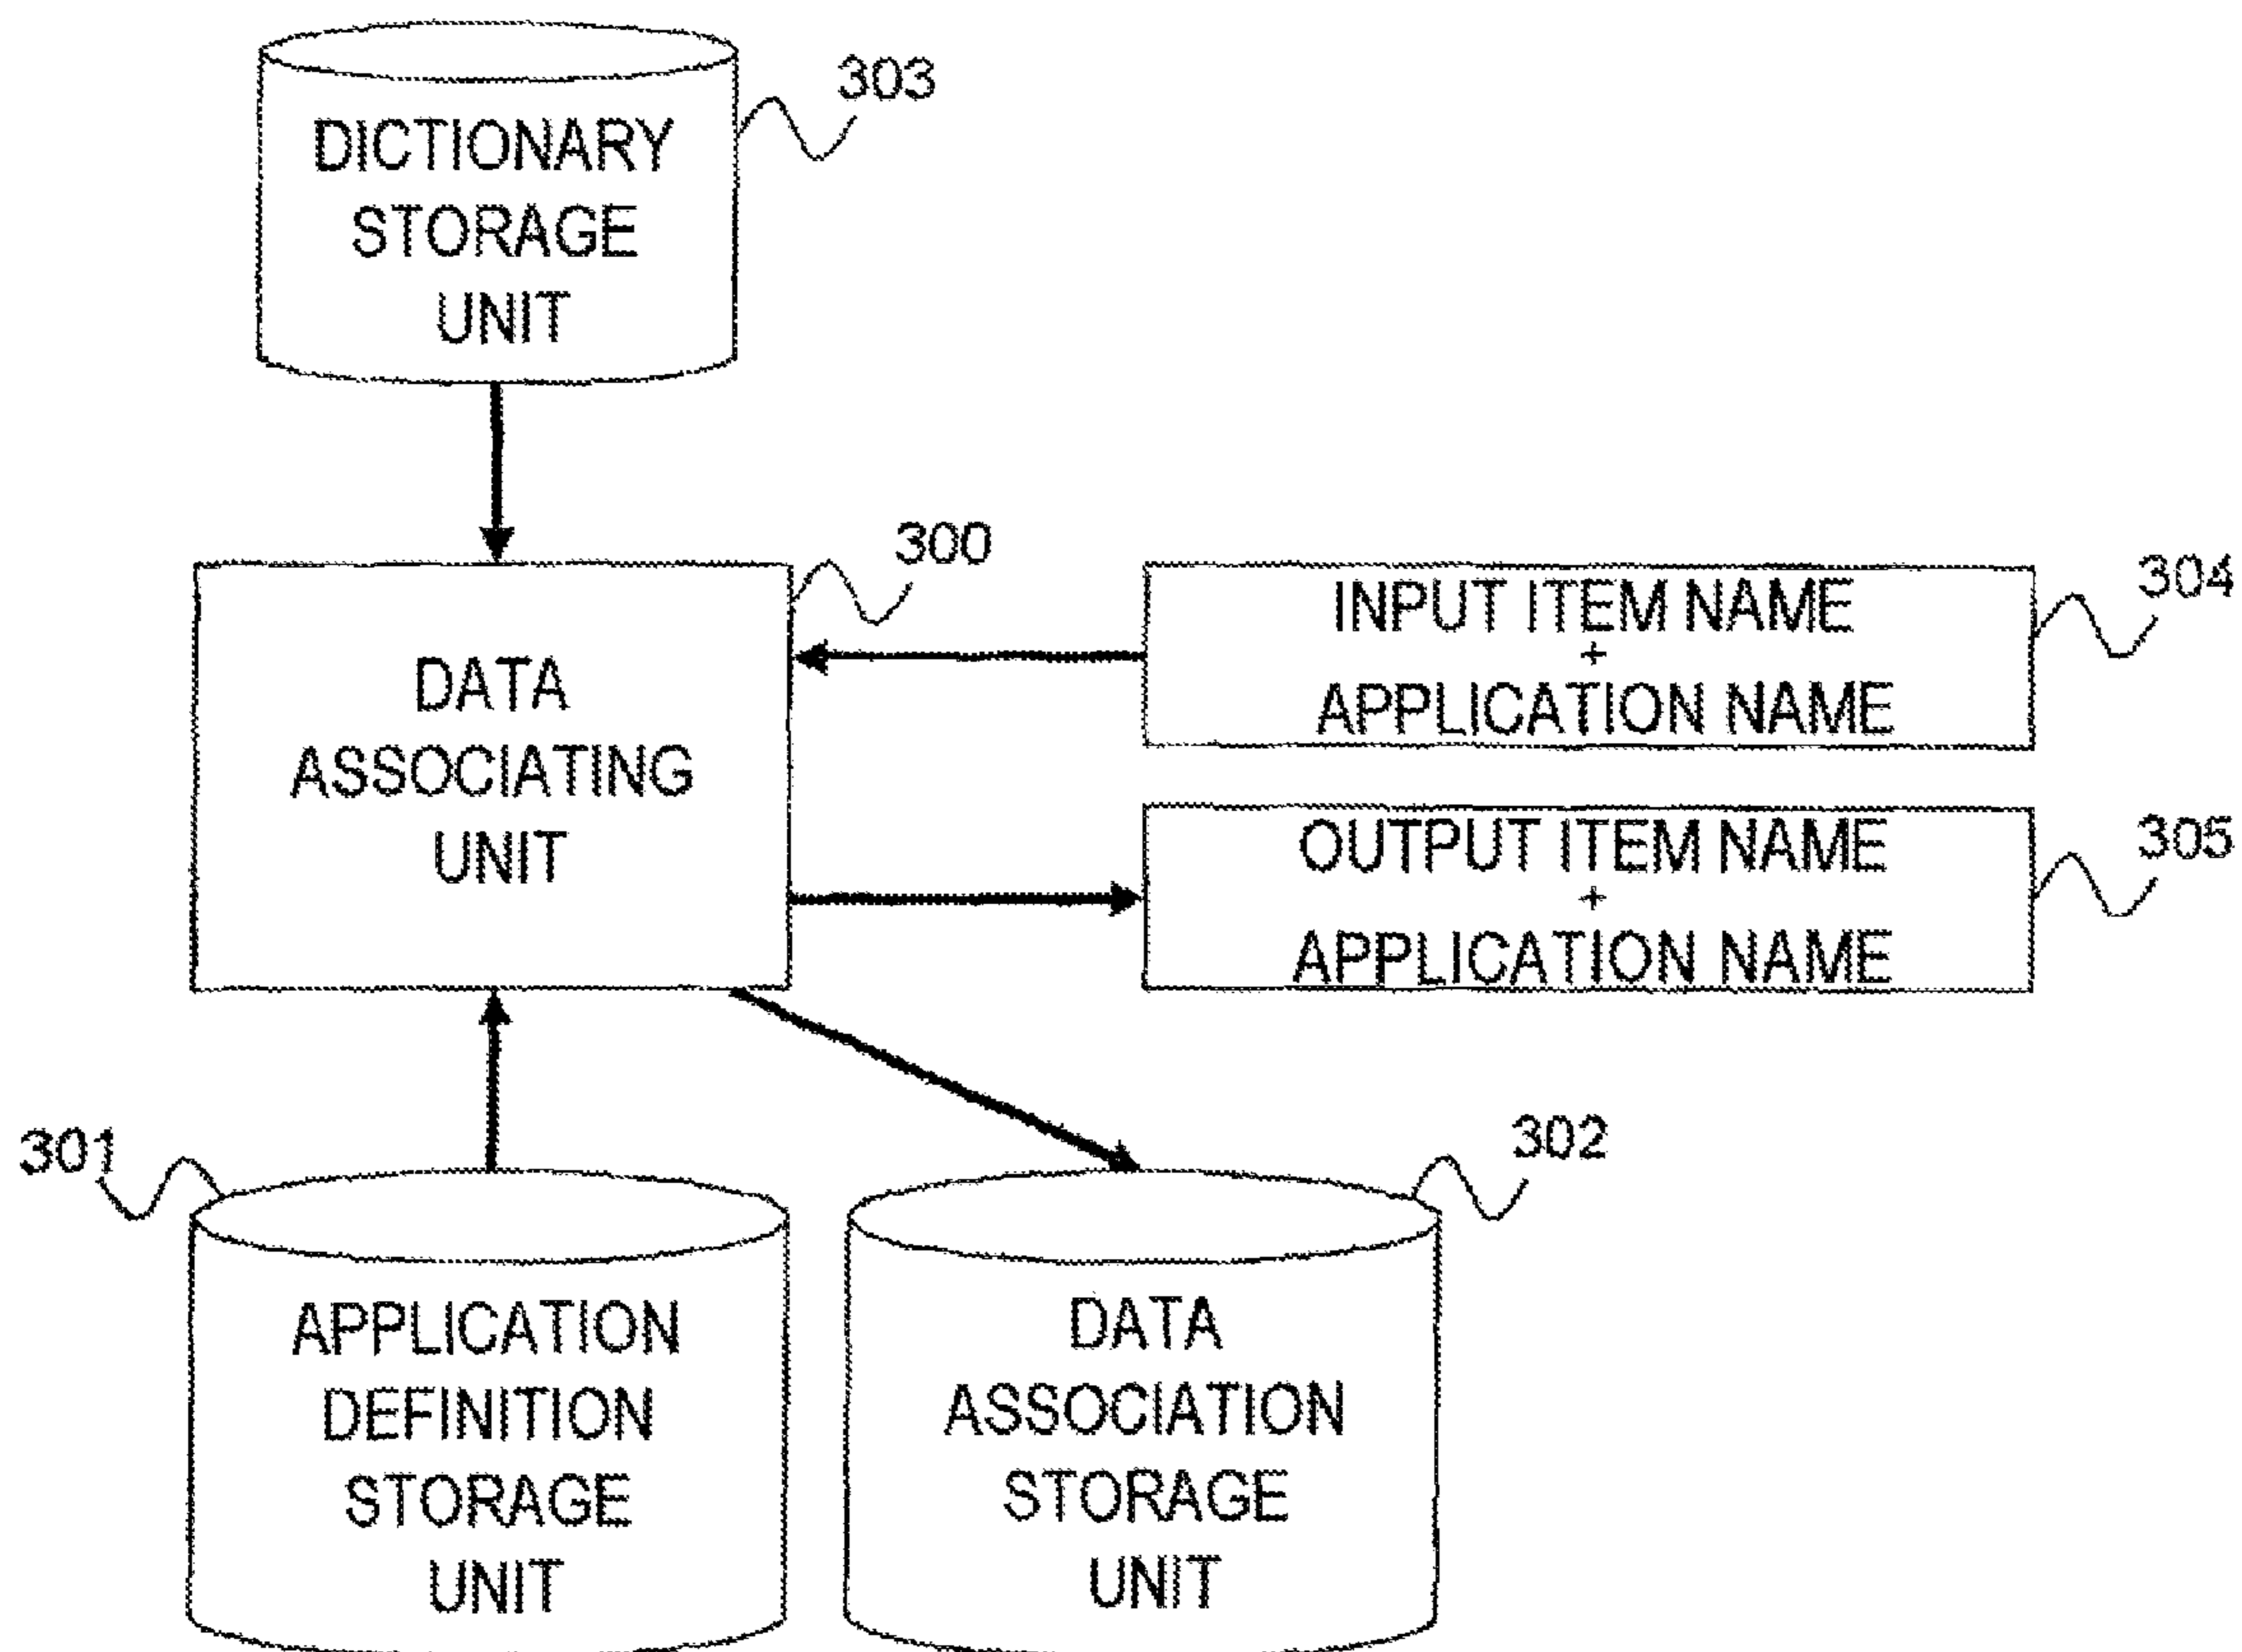 303
DICTIONARY
STORAGE
UNIT
300
DATA
ASSOCIATING
UNIT
304
INPUT ITEM NAME
+
APPLICATION NAME
305
OUTPUT ITEM NAME
+
APPLICATION NAME
301
APPLICATION
DEFINITION
STORAGE
UNIT
302
DATA
ASSOCIATION
STORAGE
UNIT